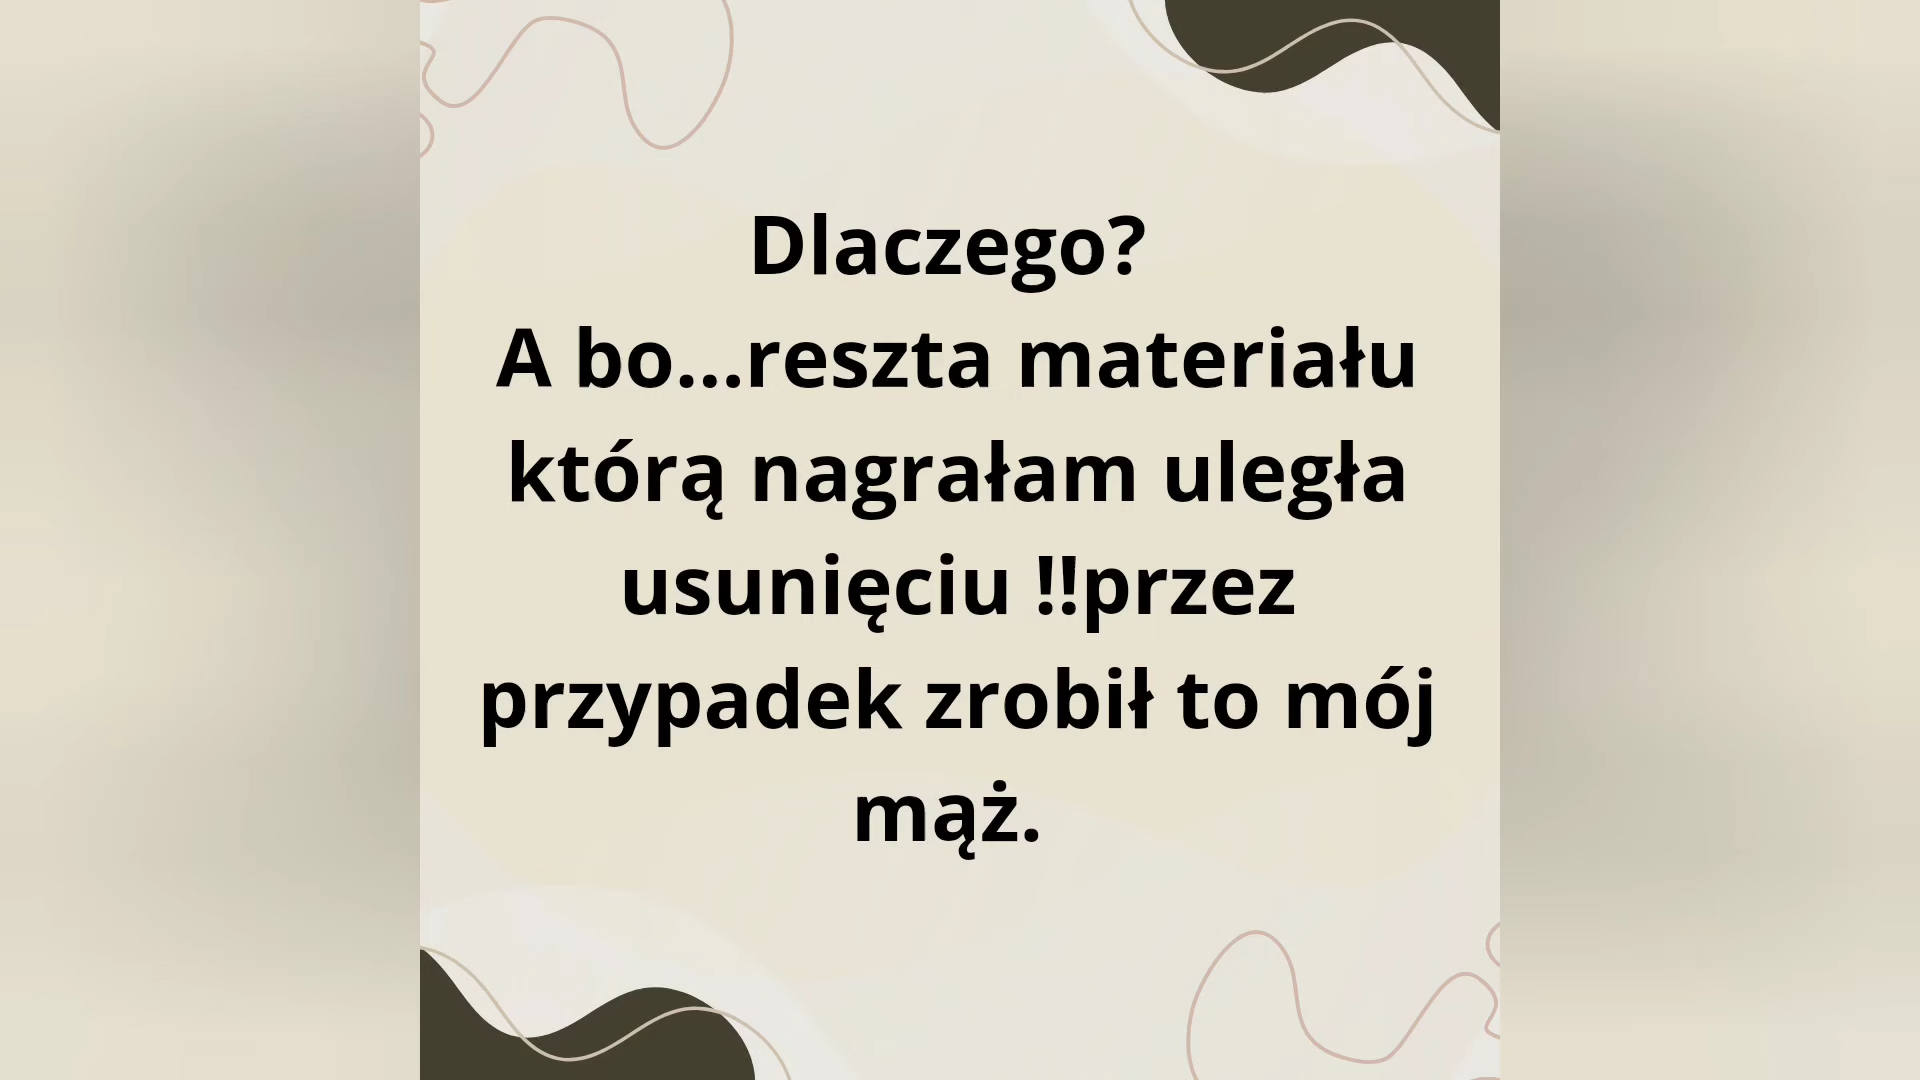 Dlaczego?
A bo...reszta materiału
którą nagrałam uległa
usunięciu !!przez
przypadek zrobił to mój
mąż.